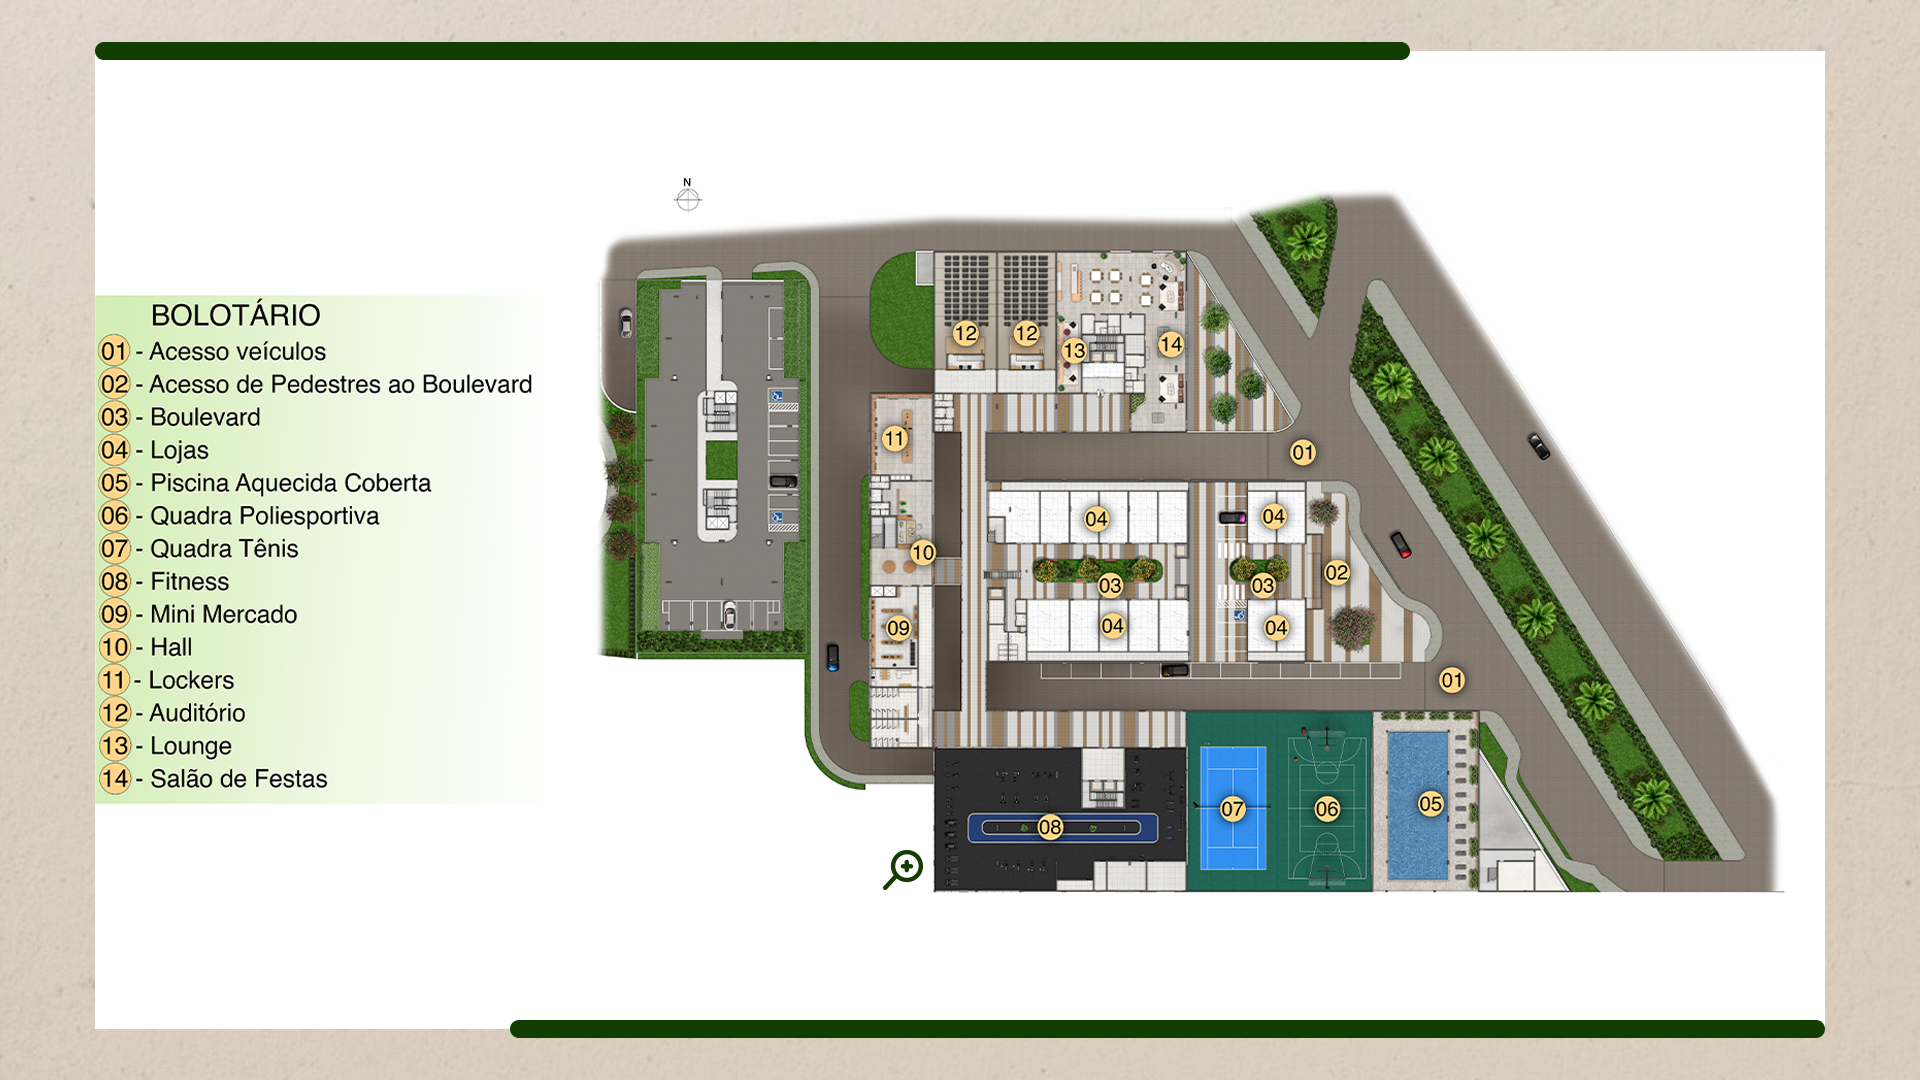 BOLOTÁRIO
01 - Acesso veículos
02 - Acesso de Pedestres ao Boulevard
03 - Boulevard
04 - Lojas
05 - Piscina Aquecida Coberta
06 - Quadra Poliesportiva
07 - Quadra Tênis
08 - Fitness
09 - Mini Mercado
10 - Hall
11 - Lockers
12 - Auditório
13 - Lounge
14 - Salão de Festas
N
12
12
13
14
11
01
04
04
10
03
03
02
09
04
04
01
08
07
06
05